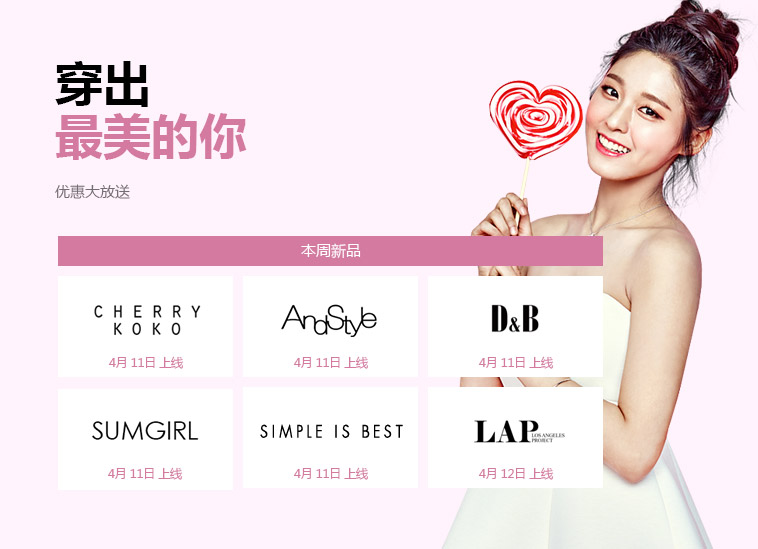 穿出
最美的你
优惠大放送
本周新品
CHERRY
KOKO
AndStyle
D&B
4月 11日 上线
4月 11日 上线
4月 11日 上线
SUMGIRL
SIMPLE IS BEST
LAP LOS ANGELES
PROJECT
4月 11日 上线
4月 11日 上线
4月 12日 上线